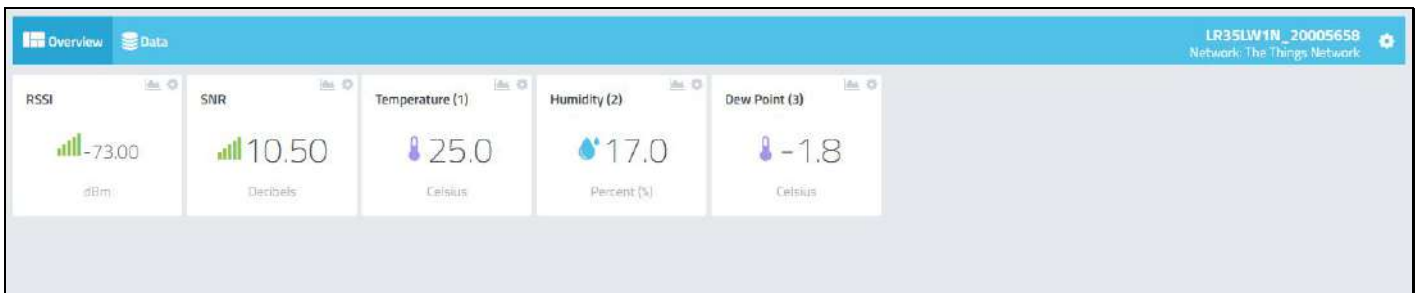 Overview
Data
LR35LW1N_20005658
Network: The Things Network
RSSI
-73.00
dBm
SNR
10.50
Decibels
Temperature (1)
25.0
Celsius
Humidity (2)
17.0
Percent (%)
Dew Point (3)
-1.8
Celsius